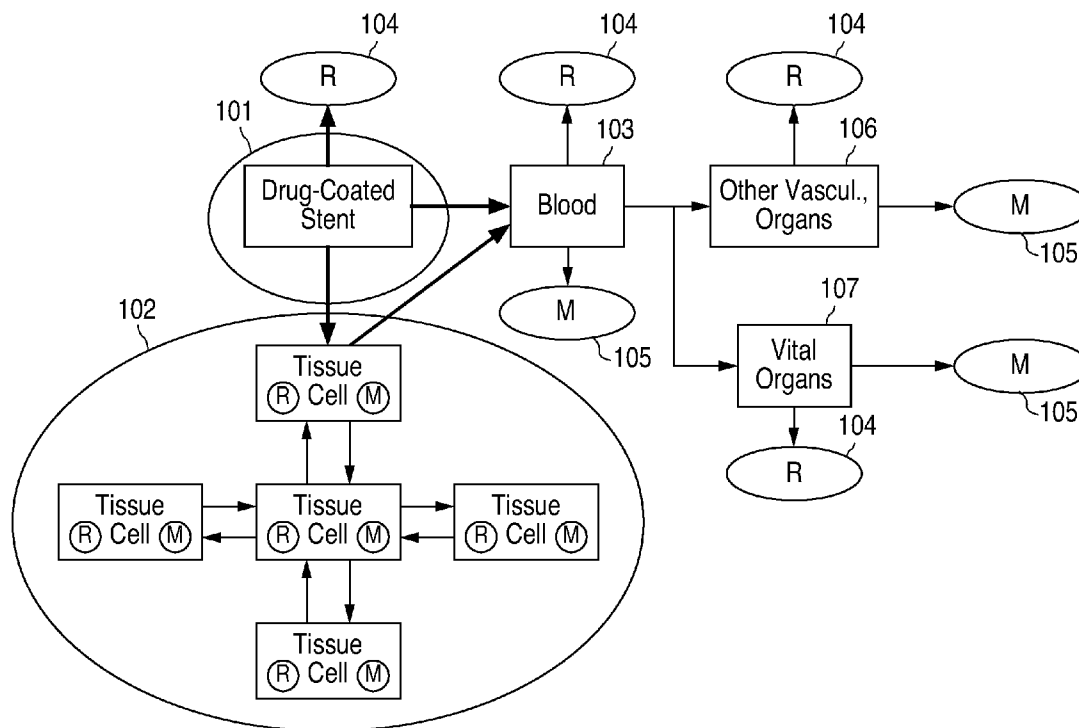 104
104
104
R
R
R
101
103
106
Drug-Coated
Stent
Blood
Other Vascul.,
Organs
M
105
M
105
107
Vital
Organs
M
105
104
R
102
Tissue
R Cell M
Tissue
R Cell M
Tissue
R Cell M
Tissue
R Cell M
Tissue
R Cell M